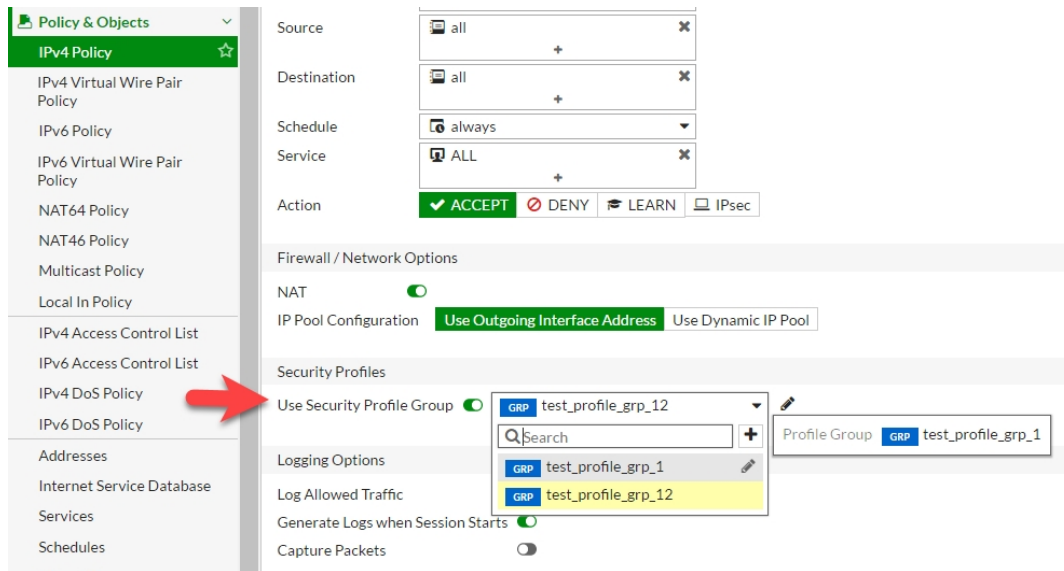 Policy & Objects
IPv4 Policy
IPv4 Virtual Wire Pair
Policy
IPv6 Policy
IPv6 Virtual Wire Pair
Policy
NAT64 Policy
NAT46 Policy
Multicast Policy
Local In Policy
IPv4 Access Control List
IPv6 Access Control List
IPv4 DoS Policy
IPv6 DoS Policy
Addresses
Internet Service Database
Services
Schedules
Source all
Destination all
Schedule always
Service ALL
Action ACCEPT DENY LEARN IPsec
Firewall / Network Options
NAT
IP Pool Configuration Use Outgoing Interface Address Use Dynamic IP Pool
Security Profiles
Use Security Profile Group GRP test_profile_grp_12
Search
Profile Group GRP test_profile_grp_1
GRP test_profile_grp_1
GRP test_profile_grp_12
Logging Options
Log Allowed Traffic
Generate Logs when Session Starts
Capture Packets